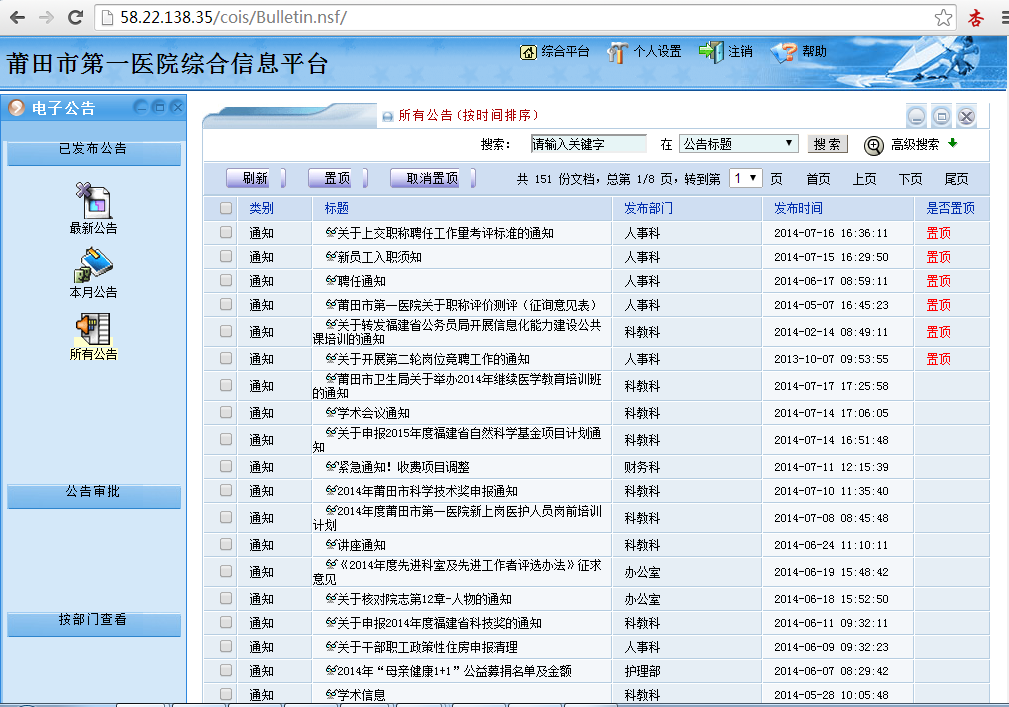 58.22.138.35/cois/Bulletin.nsf/
莆田市第一医院综合信息平台
综合平台 个人设置 注销 帮助
电子公告
已发布公告
最新公告
本月公告
所有公告
公告审批
按部门查看
所有公告(按时间排序)
搜索: 请输入关键字 在 公告标题 搜索 高级搜索
刷新 置顶 取消置顶 共 151 份文档,总第 1/8 页,转到第 1 页 首页 上页 下页 尾页
类别 标题 发布部门 发布时间 是否置顶
通知 关于上交职称聘任工作量考评标准的通知 人事科 2014-07-16 16:36:11 置顶
通知 新员工入职须知 人事科 2014-07-15 16:29:50 置顶
通知 聘任通知 人事科 2014-06-17 08:59:11 置顶
通知 莆田市第一医院关于职称评价测评(征询意见表) 人事科 2014-05-07 16:45:23 置顶
通知 关于转发福建省公务员局开展信息化能力建设公共
课培训的通知 科教科 2014-02-14 08:49:11 置顶
通知 关于开展第二轮岗位竞聘工作的通知 人事科 2013-10-07 09:53:55 置顶
通知 莆田市卫生局关于举办2014年继续医学教育培训班
的通知 科教科 2014-07-17 17:25:58
通知 学术会议通知 科教科 2014-07-14 17:06:05
通知 关于申报2015年度福建省自然科学基金项目计划通
知 科教科 2014-07-14 16:51:48
通知 紧急通知!收费项目调整 财务科 2014-07-11 12:15:39
通知 2014年莆田市科学技术奖申报通知 科教科 2014-07-10 11:35:40
通知 2014年度莆田市第一医院新上岗医护人员岗前培训
计划 科教科 2014-07-08 08:45:48
通知 讲座通知 科教科 2014-06-24 11:10:11
通知 《2014年度先进科室及先进工作者评选办法》征求
意见 办公室 2014-06-19 15:48:42
通知 关于核对院志第12章-人物的通知 办公室 2014-06-18 15:52:50
通知 关于申报2014年度福建省科技奖的通知 科教科 2014-06-11 09:32:11
通知 关于干部职工政策性住房申报清理 人事科 2014-06-09 09:32:23
通知 2014年“母亲健康1+1”公益募捐名单及金额 护理部 2014-06-07 08:29:42
通知 学术信息 科教科 2014-05-28 10:05:48